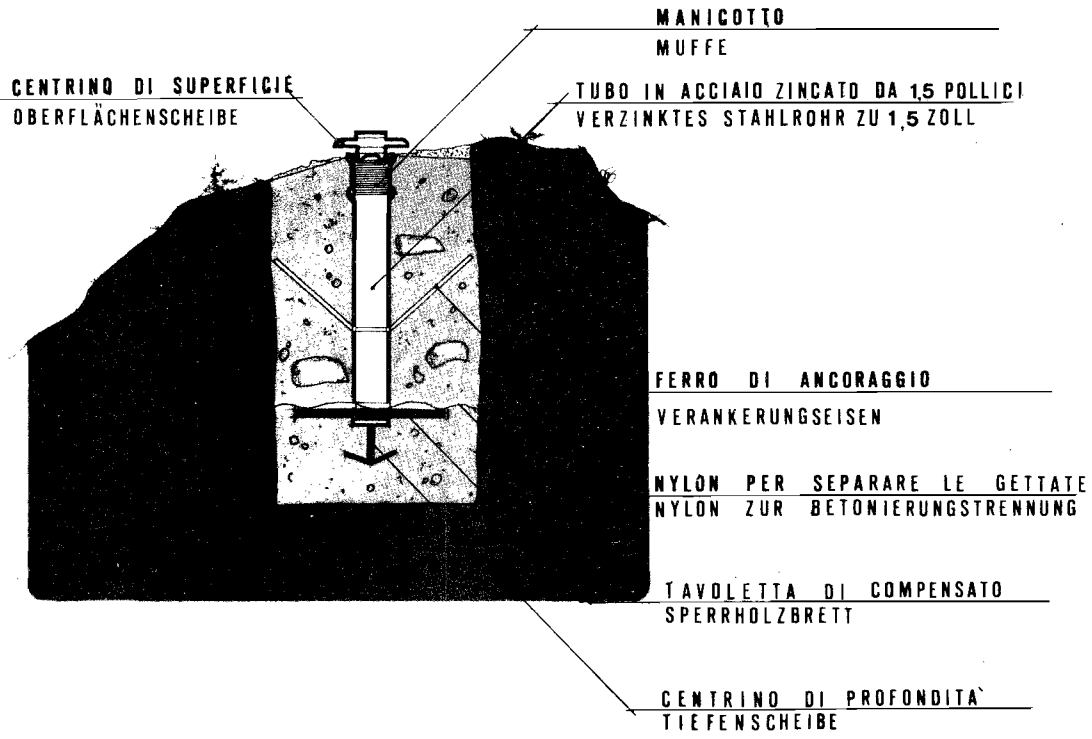 MANICOTTO
MUFFE
CENTRINO DI SUPERFICIE
OBERFLÄCHENSCHEIBE
TUBO IN ACCIAIO ZINCATO DA 1,5 POLLICI
VERZINKTES STAHLROHR ZU 1,5 ZOLL
FERRO DI ANCORAGGIO
VERANKERUNGSEISEN
NYLON PER SEPARARE LE GETTATE
NYLON ZUR BETONIERUNGSTRENNUNG
TAVOLETTA DI COMPENSATO
SPERRHOLZBRETT
CENTRINO DI PROFONDITÀ
TIEFENSCHEIBE